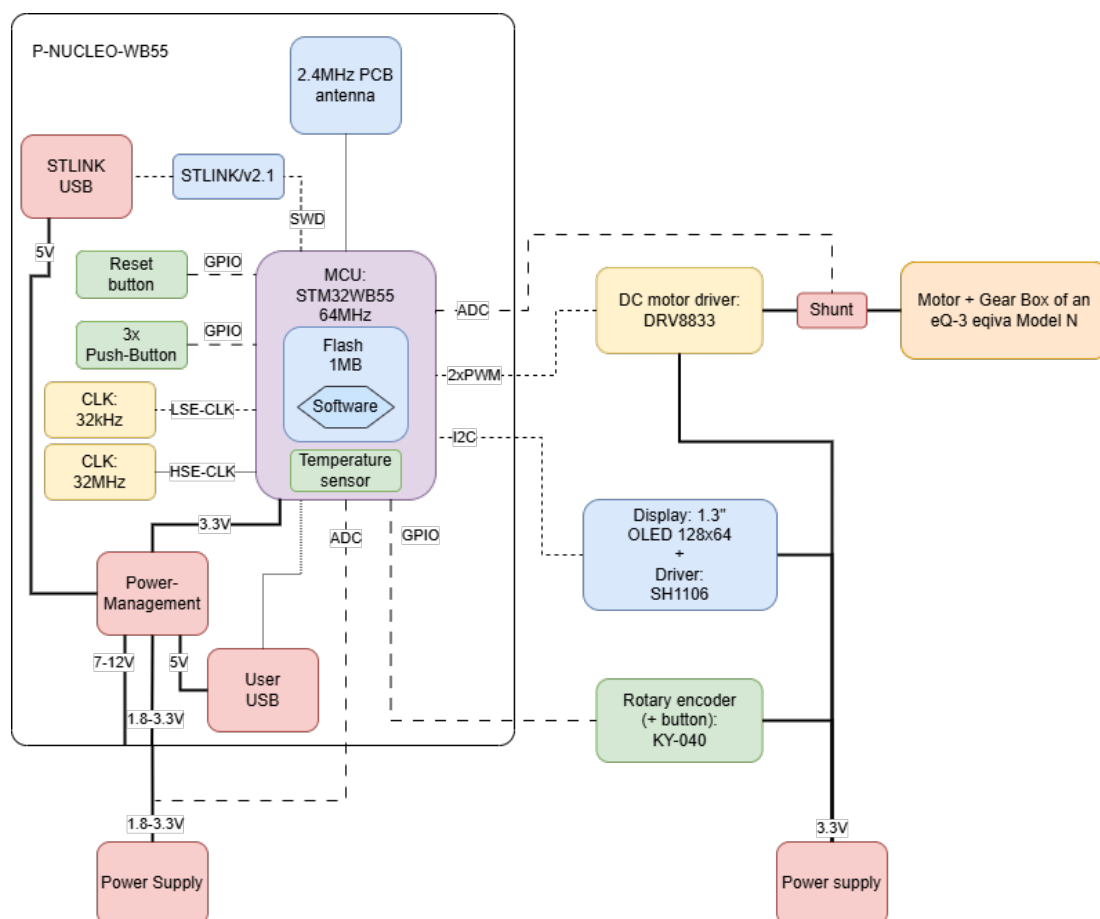 P-NUCLEO-WB55
2.4MHz PCB
antenna
STLINK
USB
STLINK/v2.1
SWD
5V
Reset
button
GPIO
MCU:
STM32WB55
64MHz
ADC
DC motor driver:
DRV8833
Shunt
Motor + Gear Box of an
eQ-3 eqiva Model N
3x
Push-Button
GPIO
Flash
1MB
2xPWM
CLK:
32kHz
LSE-CLK
Software
I2C
CLK:
32MHz
HSE-CLK
Temperature
sensor
3.3V
ADC
GPIO
Display: 1.3"
OLED 128x64
+
Driver:
SH1106
Power-
Management
7-12V
5V
User
USB
1.8-3.3V
Rotary encoder
(+ button):
KY-040
1.8-3.3V
3.3V
Power Supply
Power supply